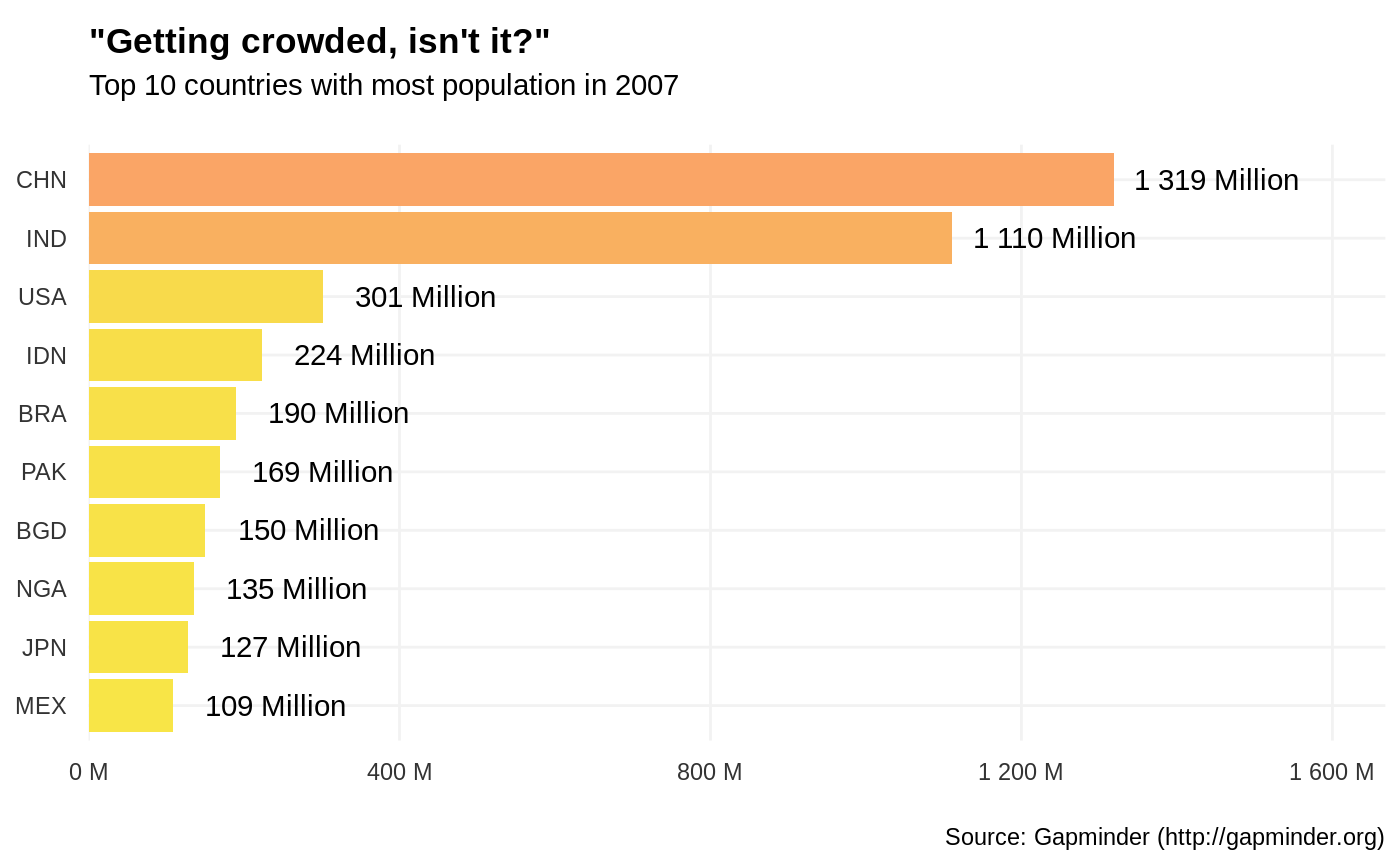 "Getting crowded, isn't it?"
Top 10 countries with most population in 2007
CHN 1 319 Million
IND 1 110 Million
USA 301 Million
IDN 224 Million
BRA 190 Million
PAK 169 Million
BGD 150 Million
NGA 135 Million
JPN 127 Million
MEX 109 Million
0 M 400 M 800 M 1 200 M 1 600 M
Source: Gapminder (http://gapminder.org)